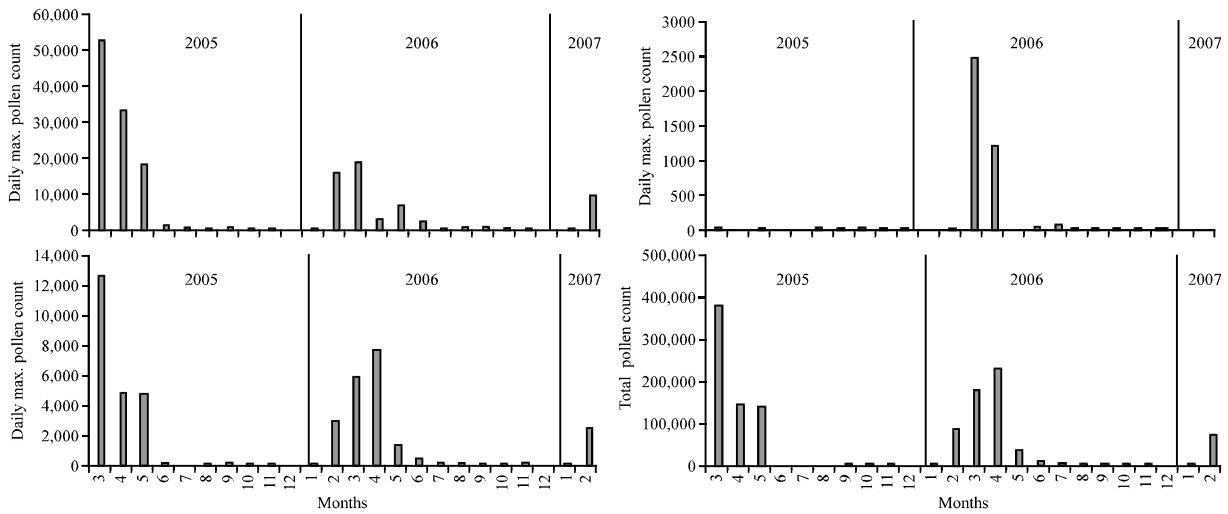 60,000
50,000
40,000
30,000
20,000
10,000
0
Daily max. pollen count
2005 2006 2007
3000
2500
2000
1500
1000
500
0
Daily max. pollen count
2005 2006 2007
14,000
12,000
10,000
8,000
6,000
4,000
2,000
0
Daily max. pollen count
2005 2006 2007
3 4 5 6 7 8 9 10 11 12 1 2 3 4 5 6 7 8 9 10 11 12 1 2
Months
500,000
400,000
300,000
200,000
100,000
0
Total pollen count
2005 2006 2007
3 4 5 6 7 8 9 10 11 12 1 2 3 4 5 6 7 8 9 10 11 12 1 2
Months